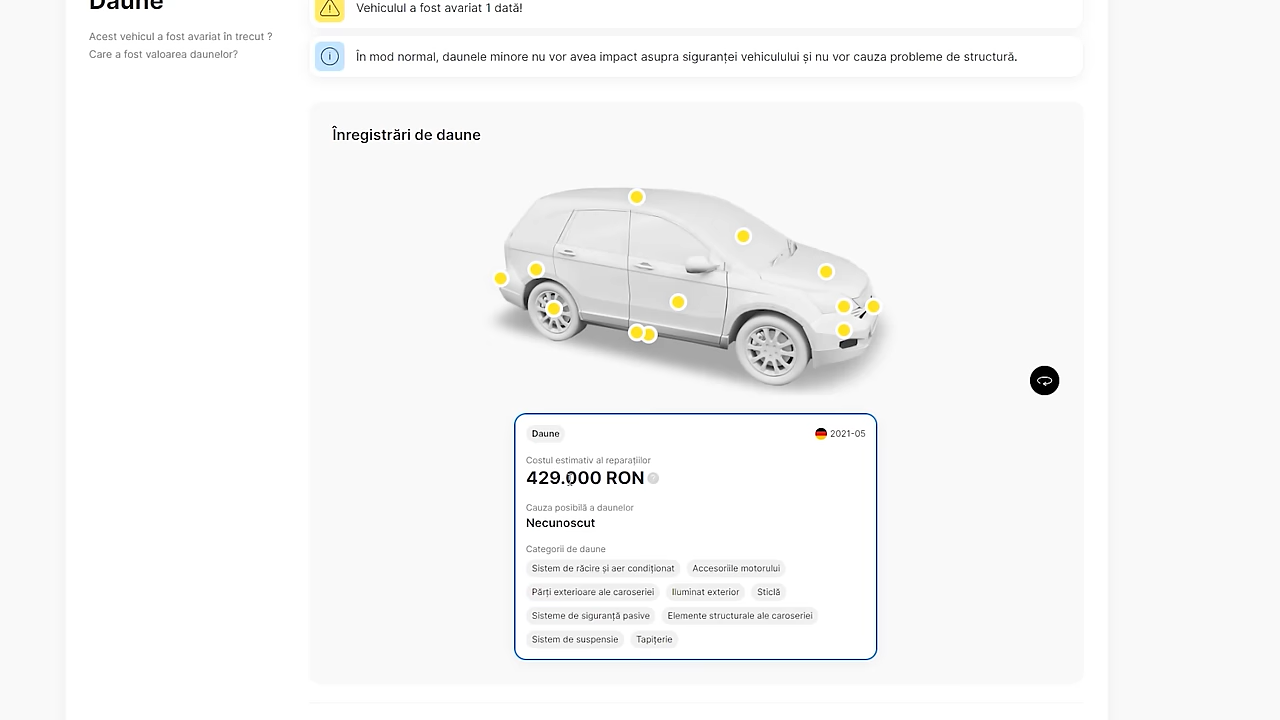 Daune
Acest vehicul a fost avariat în trecut ?
Care a fost valoarea daunelor?
Vehiculul a fost avariat 1 dată!
În mod normal, daunele minore nu vor avea impact asupra siguranței vehiculului și nu vor cauza probleme de structură.
Înregistrări de daune
Daune
2021-05
Costul estimativ al reparațiilor
429.000 RON ?
Cauza posibilă a daunelor
Necunoscut
Categorii de daune
Sistem de răcire și aer condiționat Accesoriile motorului
Părți exterioare ale caroseriei Iluminat exterior Sticlă
Sisteme de siguranță pasive Elemente structurale ale caroseriei
Sistem de suspensie Tapițerie